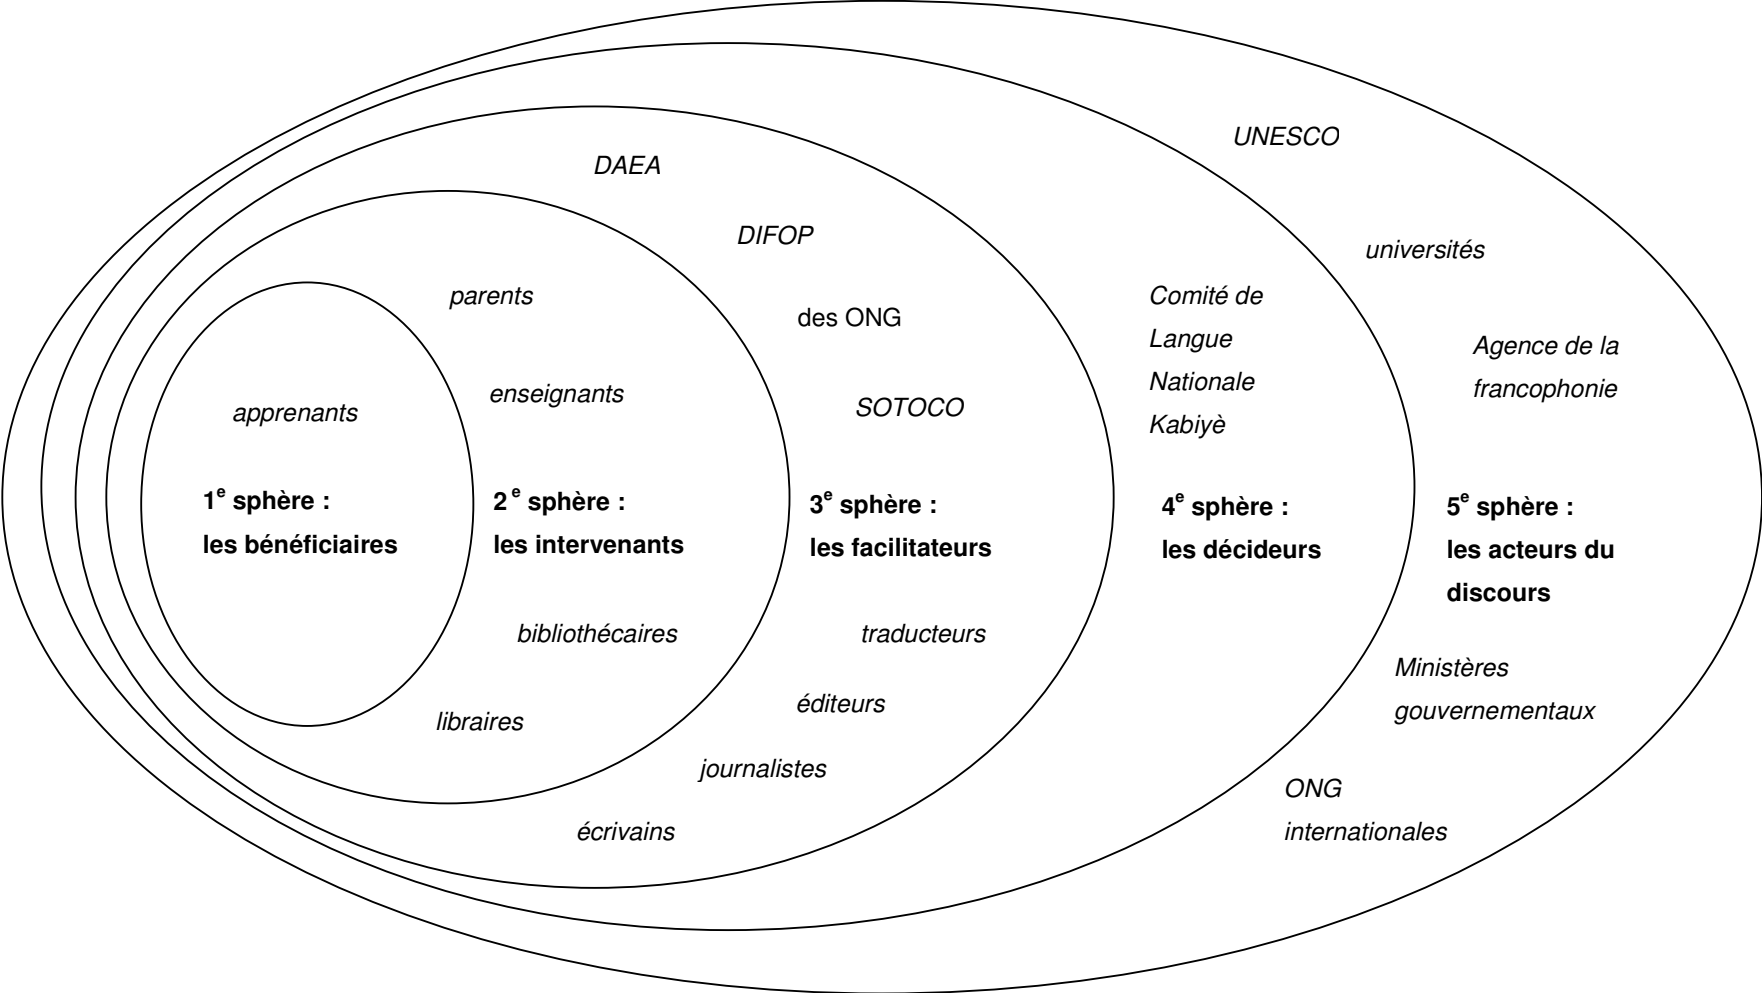 apprenants
1e sphère :
les bénéficiaires
parents
enseignants
2 e sphère :
les intervenants
bibliothécaires
libraires
DAEA
DIFOP
des ONG
SOTOCO
3e sphère :
les facilitateurs
traducteurs
éditeurs
journalistes
écrivains
Comité de
Langue
Nationale
Kabiyè
4e sphère :
les décideurs
UNESCO
universités
Agence de la
francophonie
5e sphère :
les acteurs du
discours
Ministères
gouvernementaux
ONG
internationales